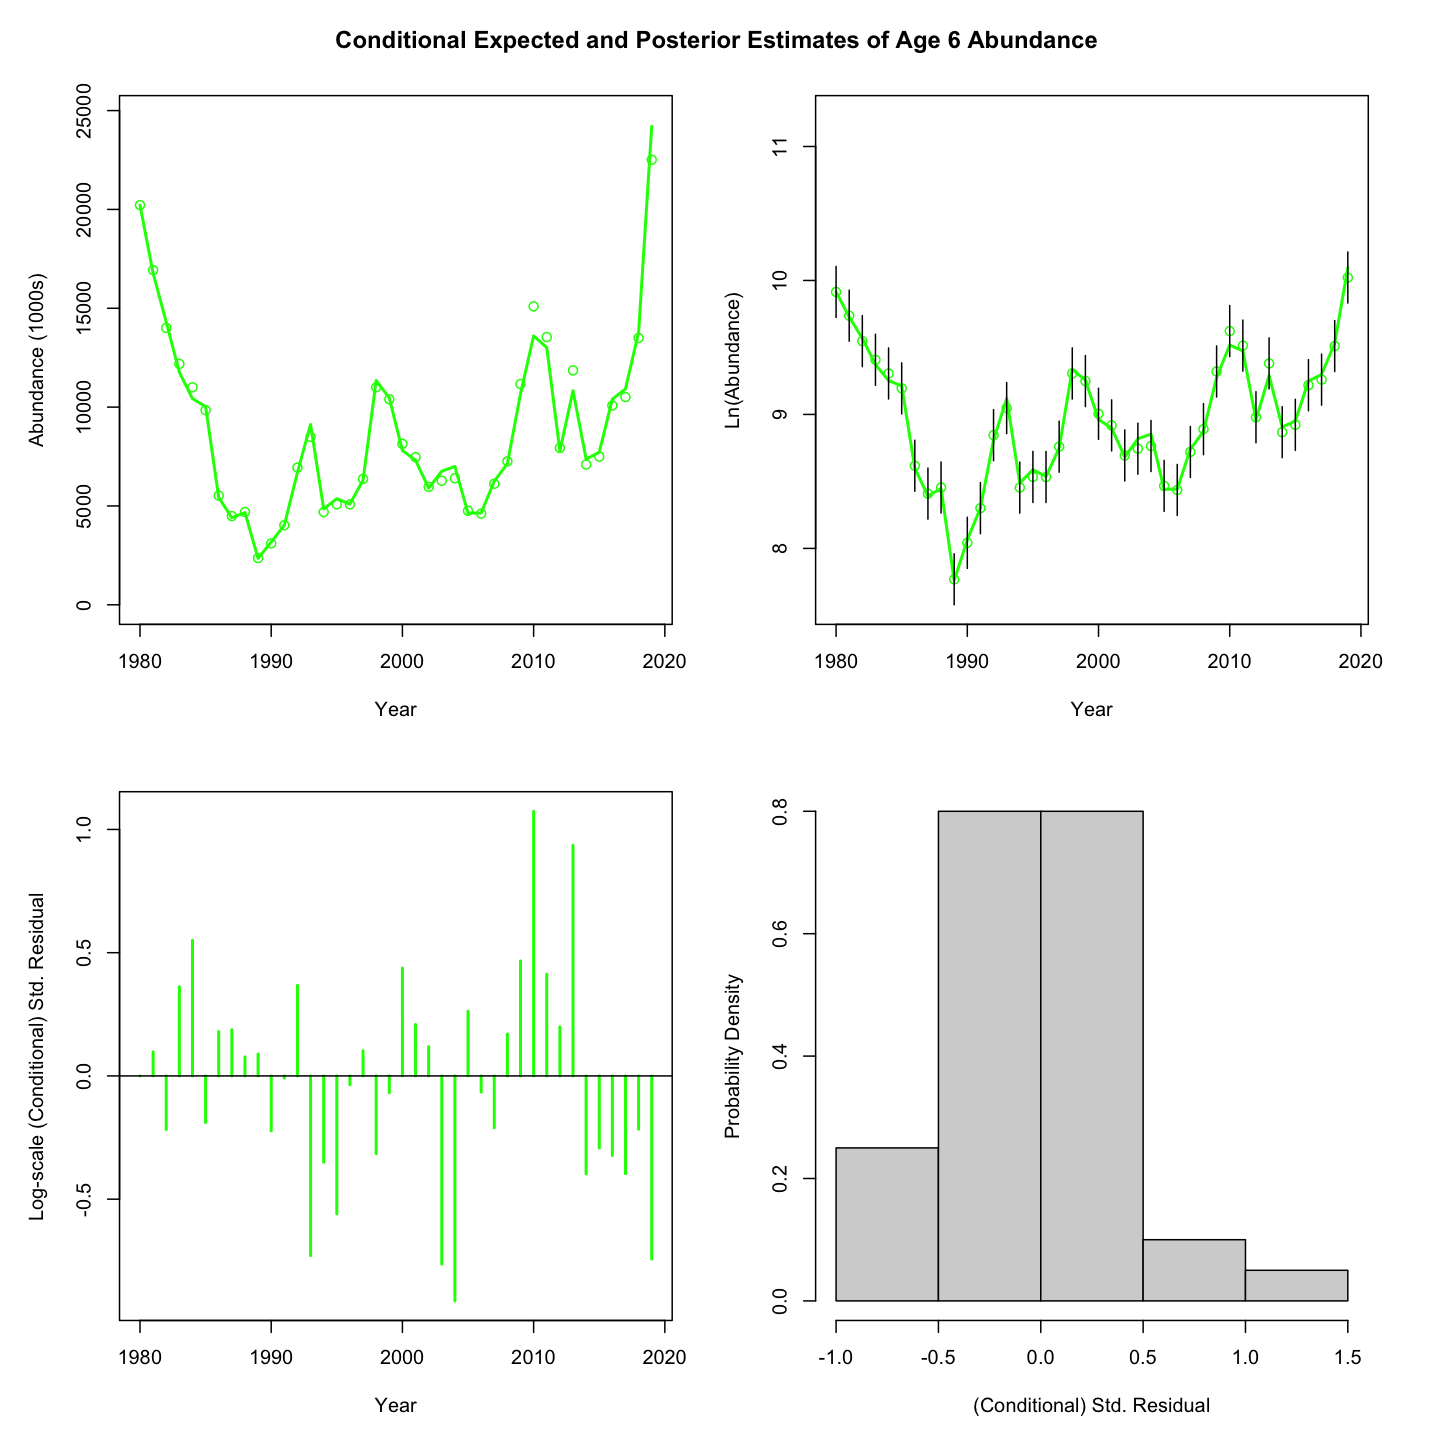 Conditional Expected and Posterior Estimates of Age 6 Abundance
Abundance (1000s)
25000
20000
15000
10000
5000
0
1980 1990 2000 2010 2020
Year
Ln(Abundance)
11
10
9
8
1980 1990 2000 2010 2020
Year
Log-scale (Conditional) Std. Residual
1.0
0.5
0.0
-0.5
1980 1990 2000 2010 2020
Year
Probability Density
0.8
0.6
0.4
0.2
0.0
-1.0 -0.5 0.0 0.5 1.0 1.5
(Conditional) Std. Residual